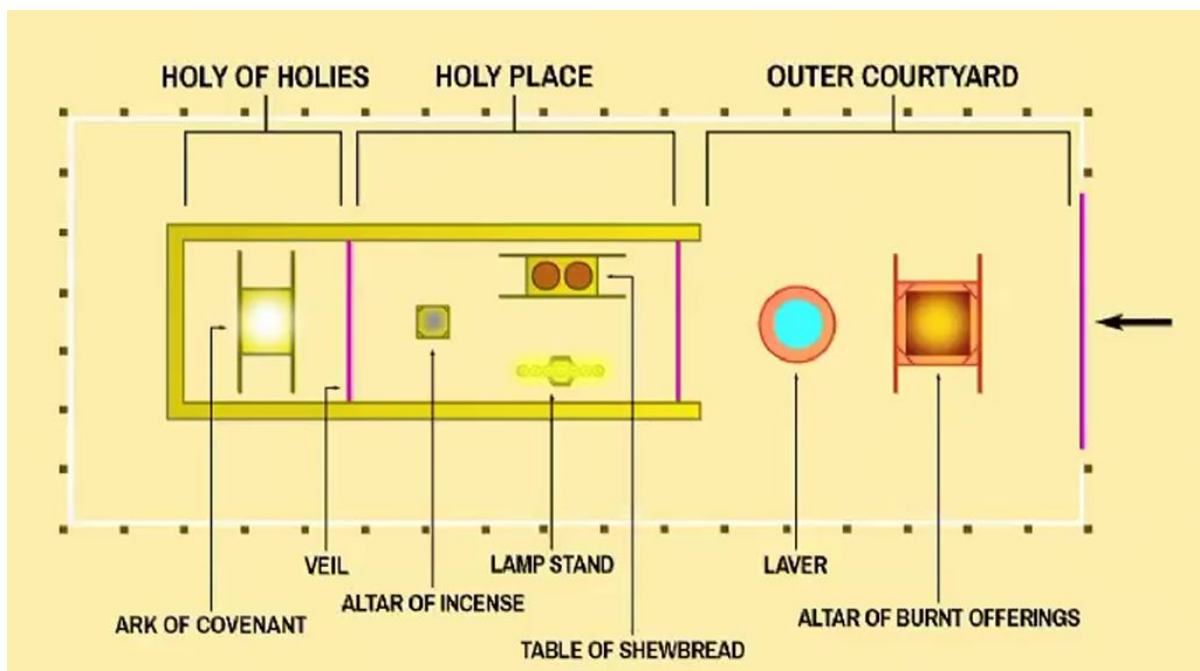 HOLY OF HOLIES
HOLY PLACE
OUTER COURTYARD
VEIL
LAMP STAND
LAVER
ALTAR OF INCENSE
ALTAR OF BURNT OFFERINGS
ARK OF COVENANT
TABLE OF SHEWBREAD